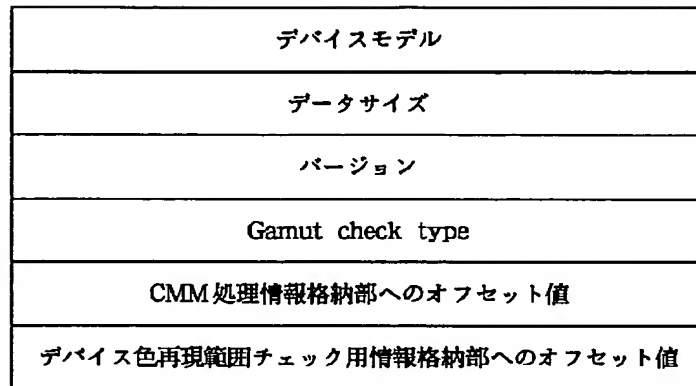 デバイスモデル
データサイズ
バージョン
Gamut check type
CMM処理情報格納部へのオフセット値
デバイス色再現範囲チェック用情報格納部へのオフセット値